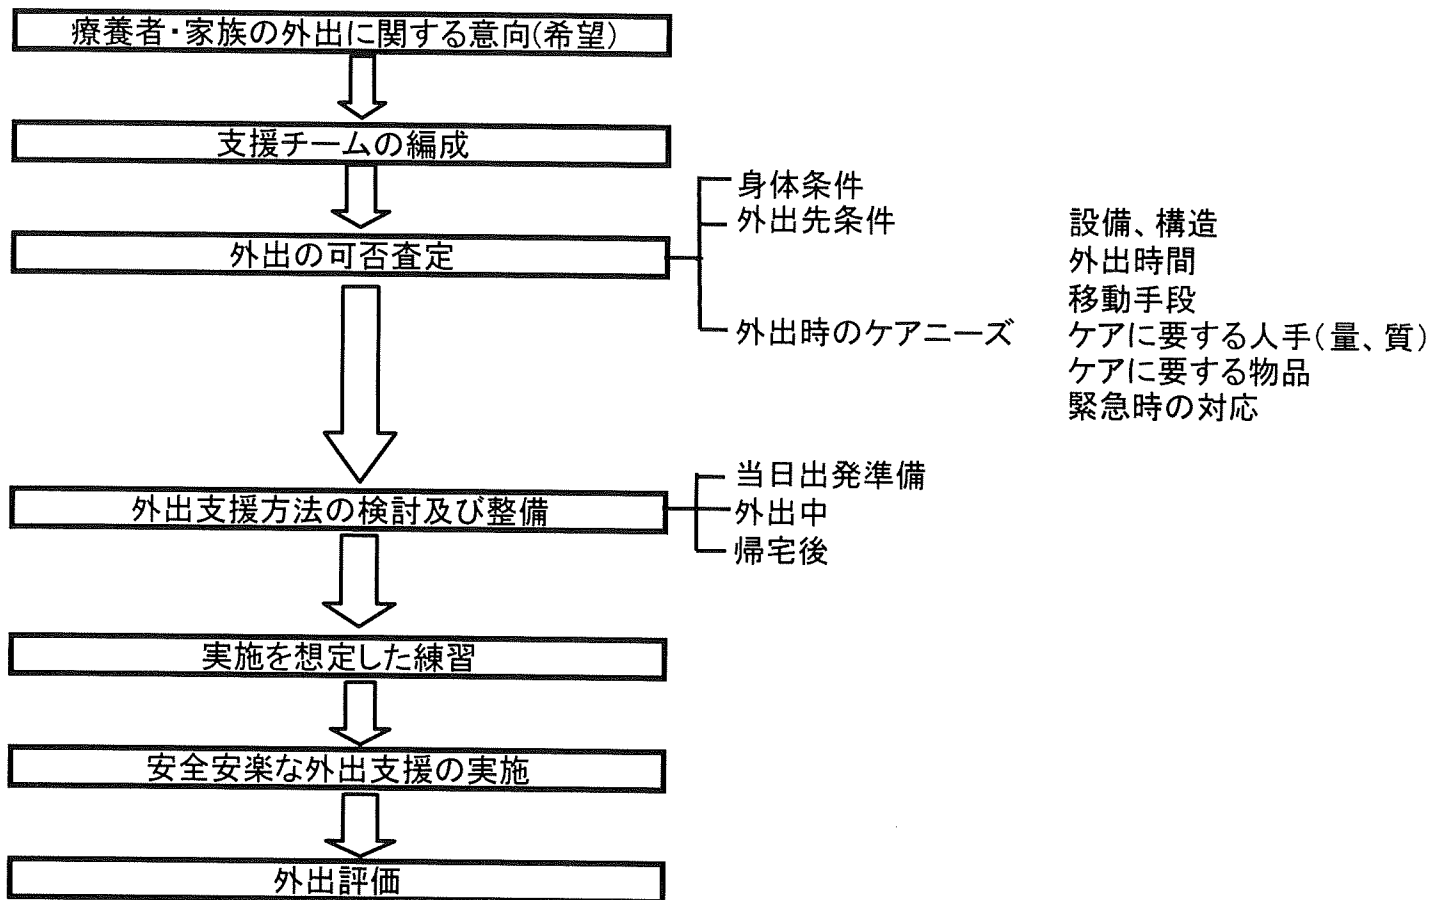 療養者・家族の外出に関する意向(希望)
支援チームの編成
外出の可否査定
身体条件
外出先条件
設備、構造
外出時間
移動手段
外出時のケアニーズ
ケアに要する人手(量、質)
ケアに要する物品
緊急時の対応
外出支援方法の検討及び整備
当日出発準備
外出中
帰宅後
実施を想定した練習
安全安楽な外出支援の実施
外出評価